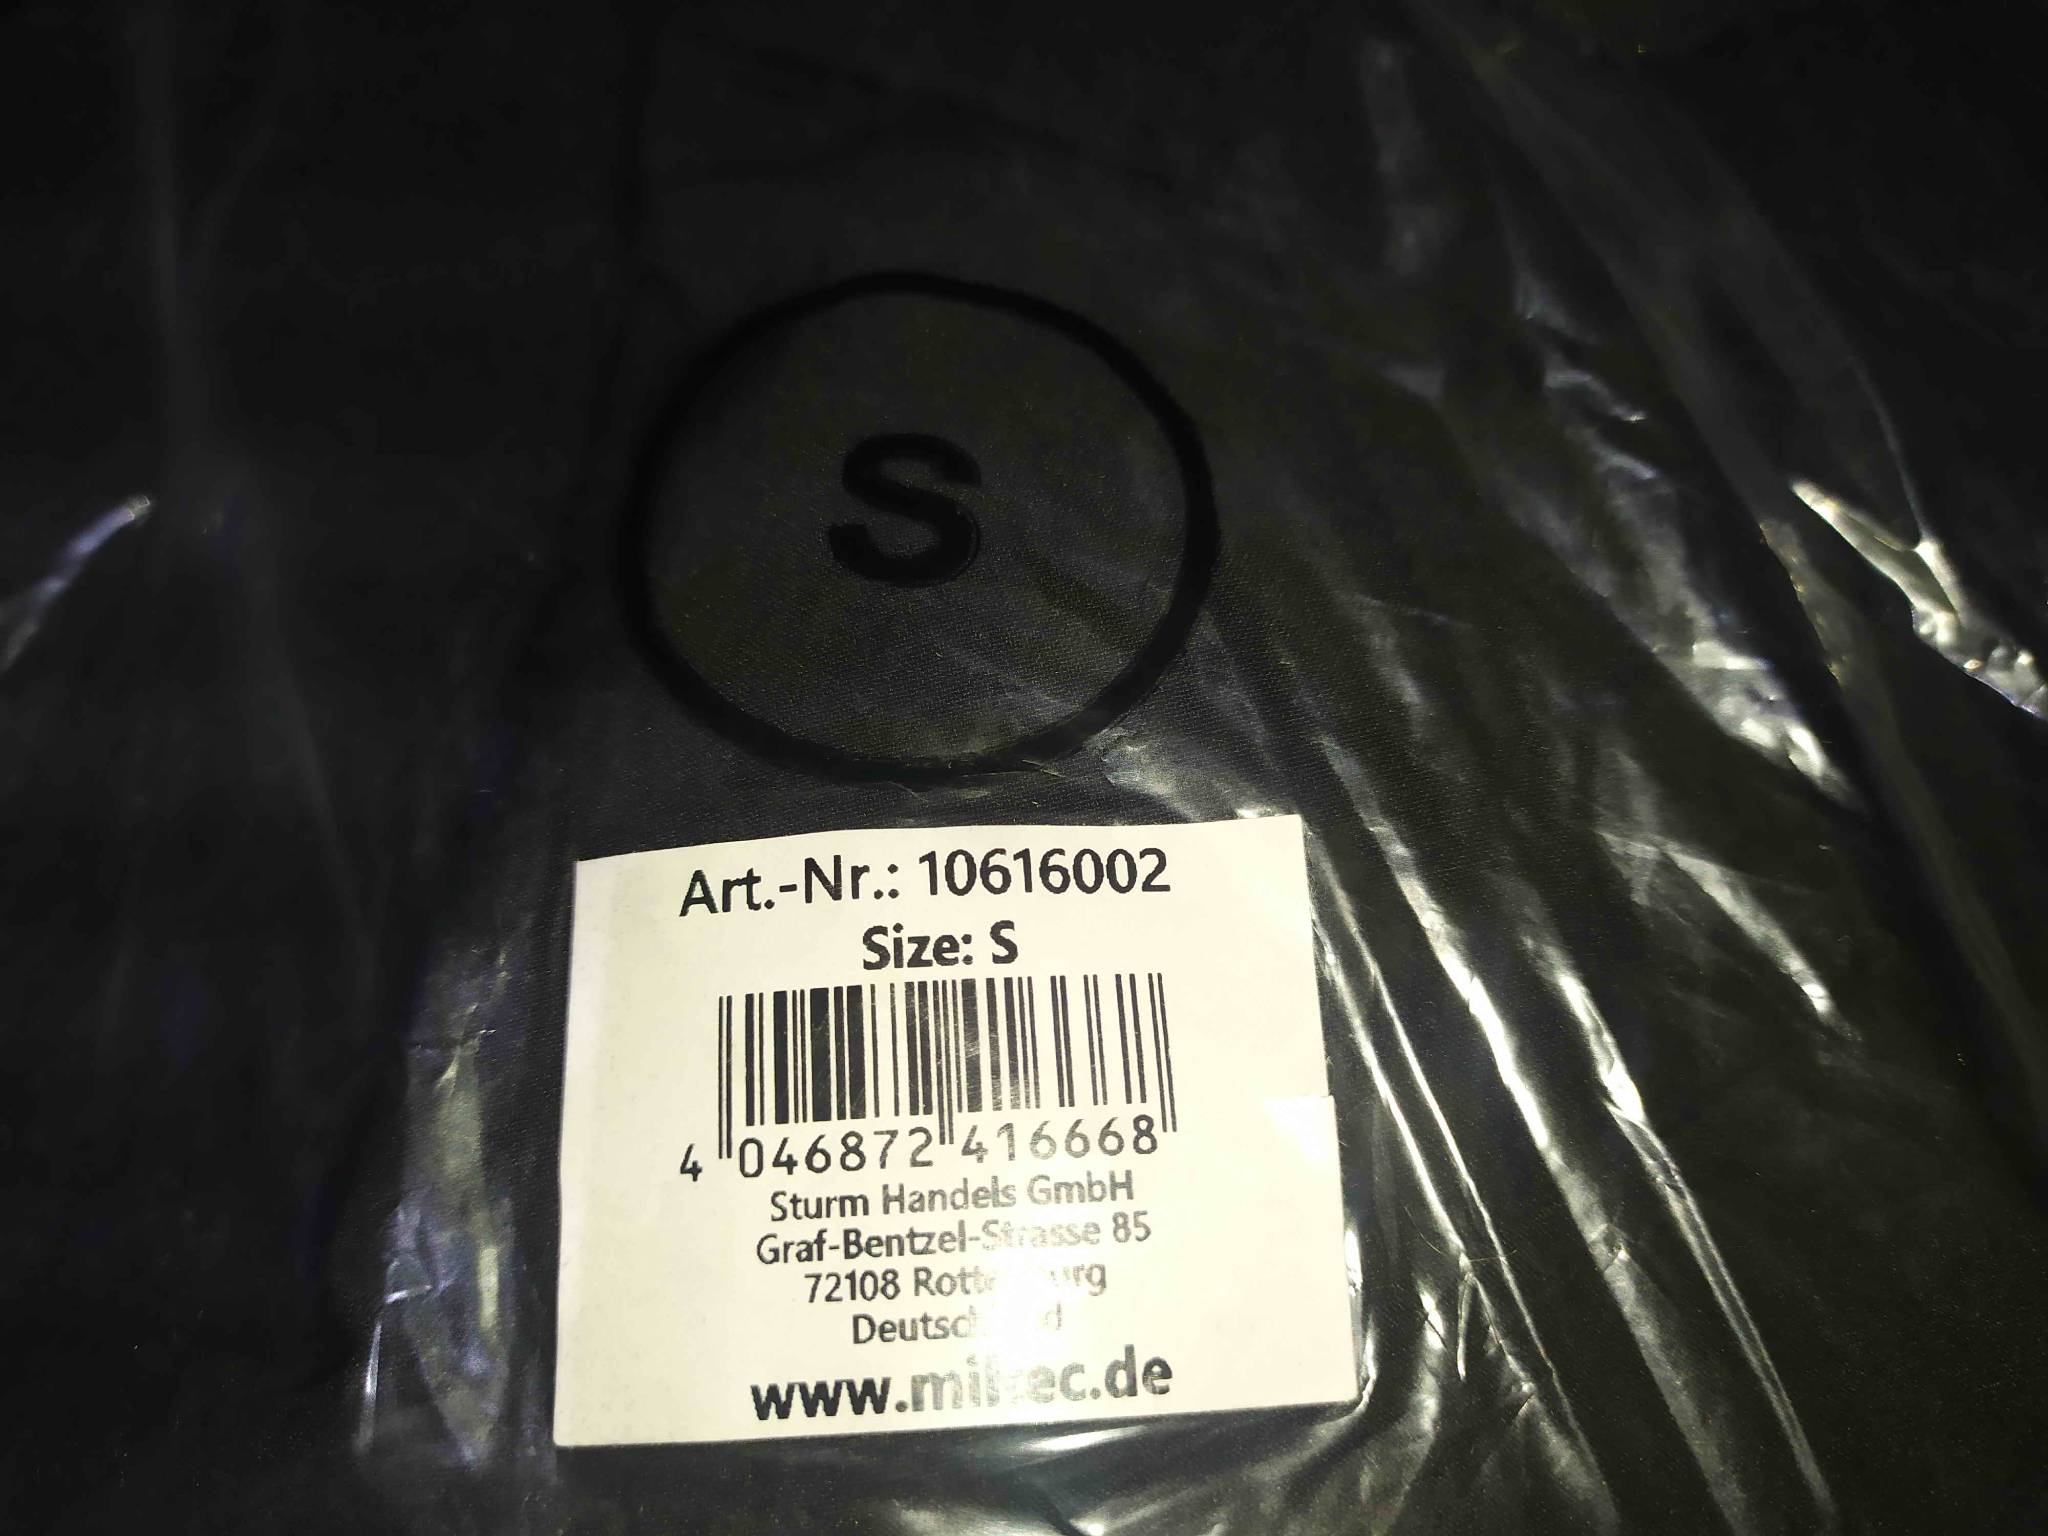 S
Art.-Nr.: 10616002
Size: S
4 046872 416668
Sturm Handels GmbH
Graf-Bentzel-Strasse 85
72108